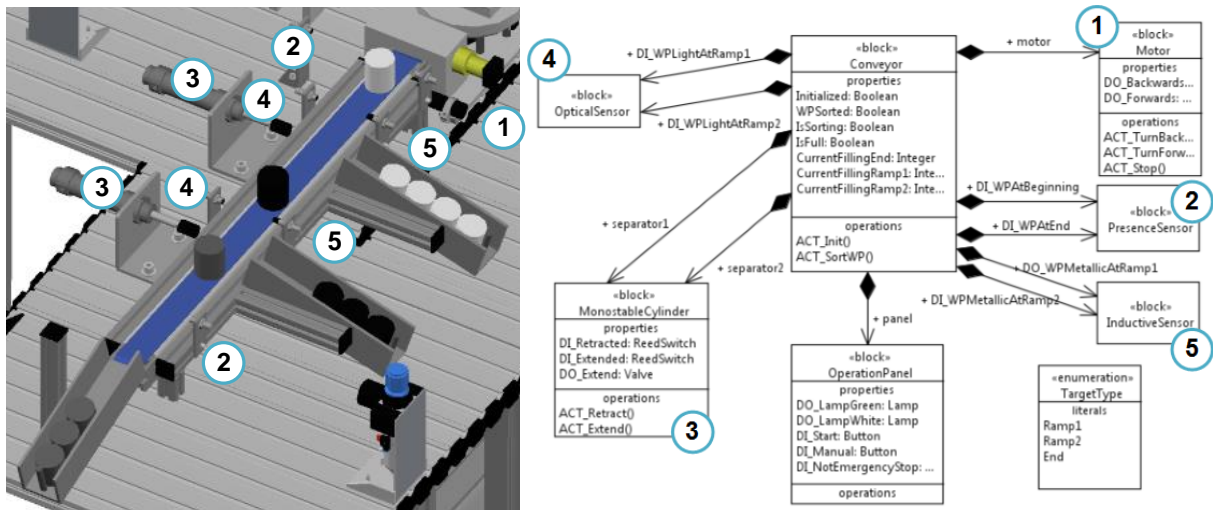 2
3
4
1
5
3
4
5
2
1
4
«block»
OpticalSensor
+ DI_WPLightAtRamp1
+ DI_WPLightAtRamp2
«block»
Conveyor
properties
Initialized: Boolean
WPSorted: Boolean
IsSorting: Boolean
IsFull: Boolean
CurrentFillingEnd: Integer
CurrentFillingRamp1: Inte...
CurrentFillingRamp2: Inte...
operations
ACT_Init()
ACT_SortWP()
+ motor
«block»
Motor
properties
DO_Backwards...
DO_Forwards: ...
operations
ACT_TurnBack...
ACT_TurnForw...
ACT_Stop()
+ DI_WPAtBeginning
+ DI_WPAtEnd
2
«block»
PresenceSensor
+ DO_WPMetallicAtRamp1
+ DI_WPMetallicAtRamp2
«block»
InductiveSensor
5
+ separator1
+ separator2
«block»
MonostableCylinder
properties
DI_Retracted: ReedSwitch
DI_Extended: ReedSwitch
DO_Extend: Valve
operations
ACT_Retract()
ACT_Extend()
3
+ panel
«block»
OperationPanel
properties
DO_LampGreen: Lamp
DO_LampWhite: Lamp
DI_Start: Button
DI_Manual: Button
DI_NotEmergencyStop: ...
operations
«enumeration»
TargetType
literals
Ramp1
Ramp2
End